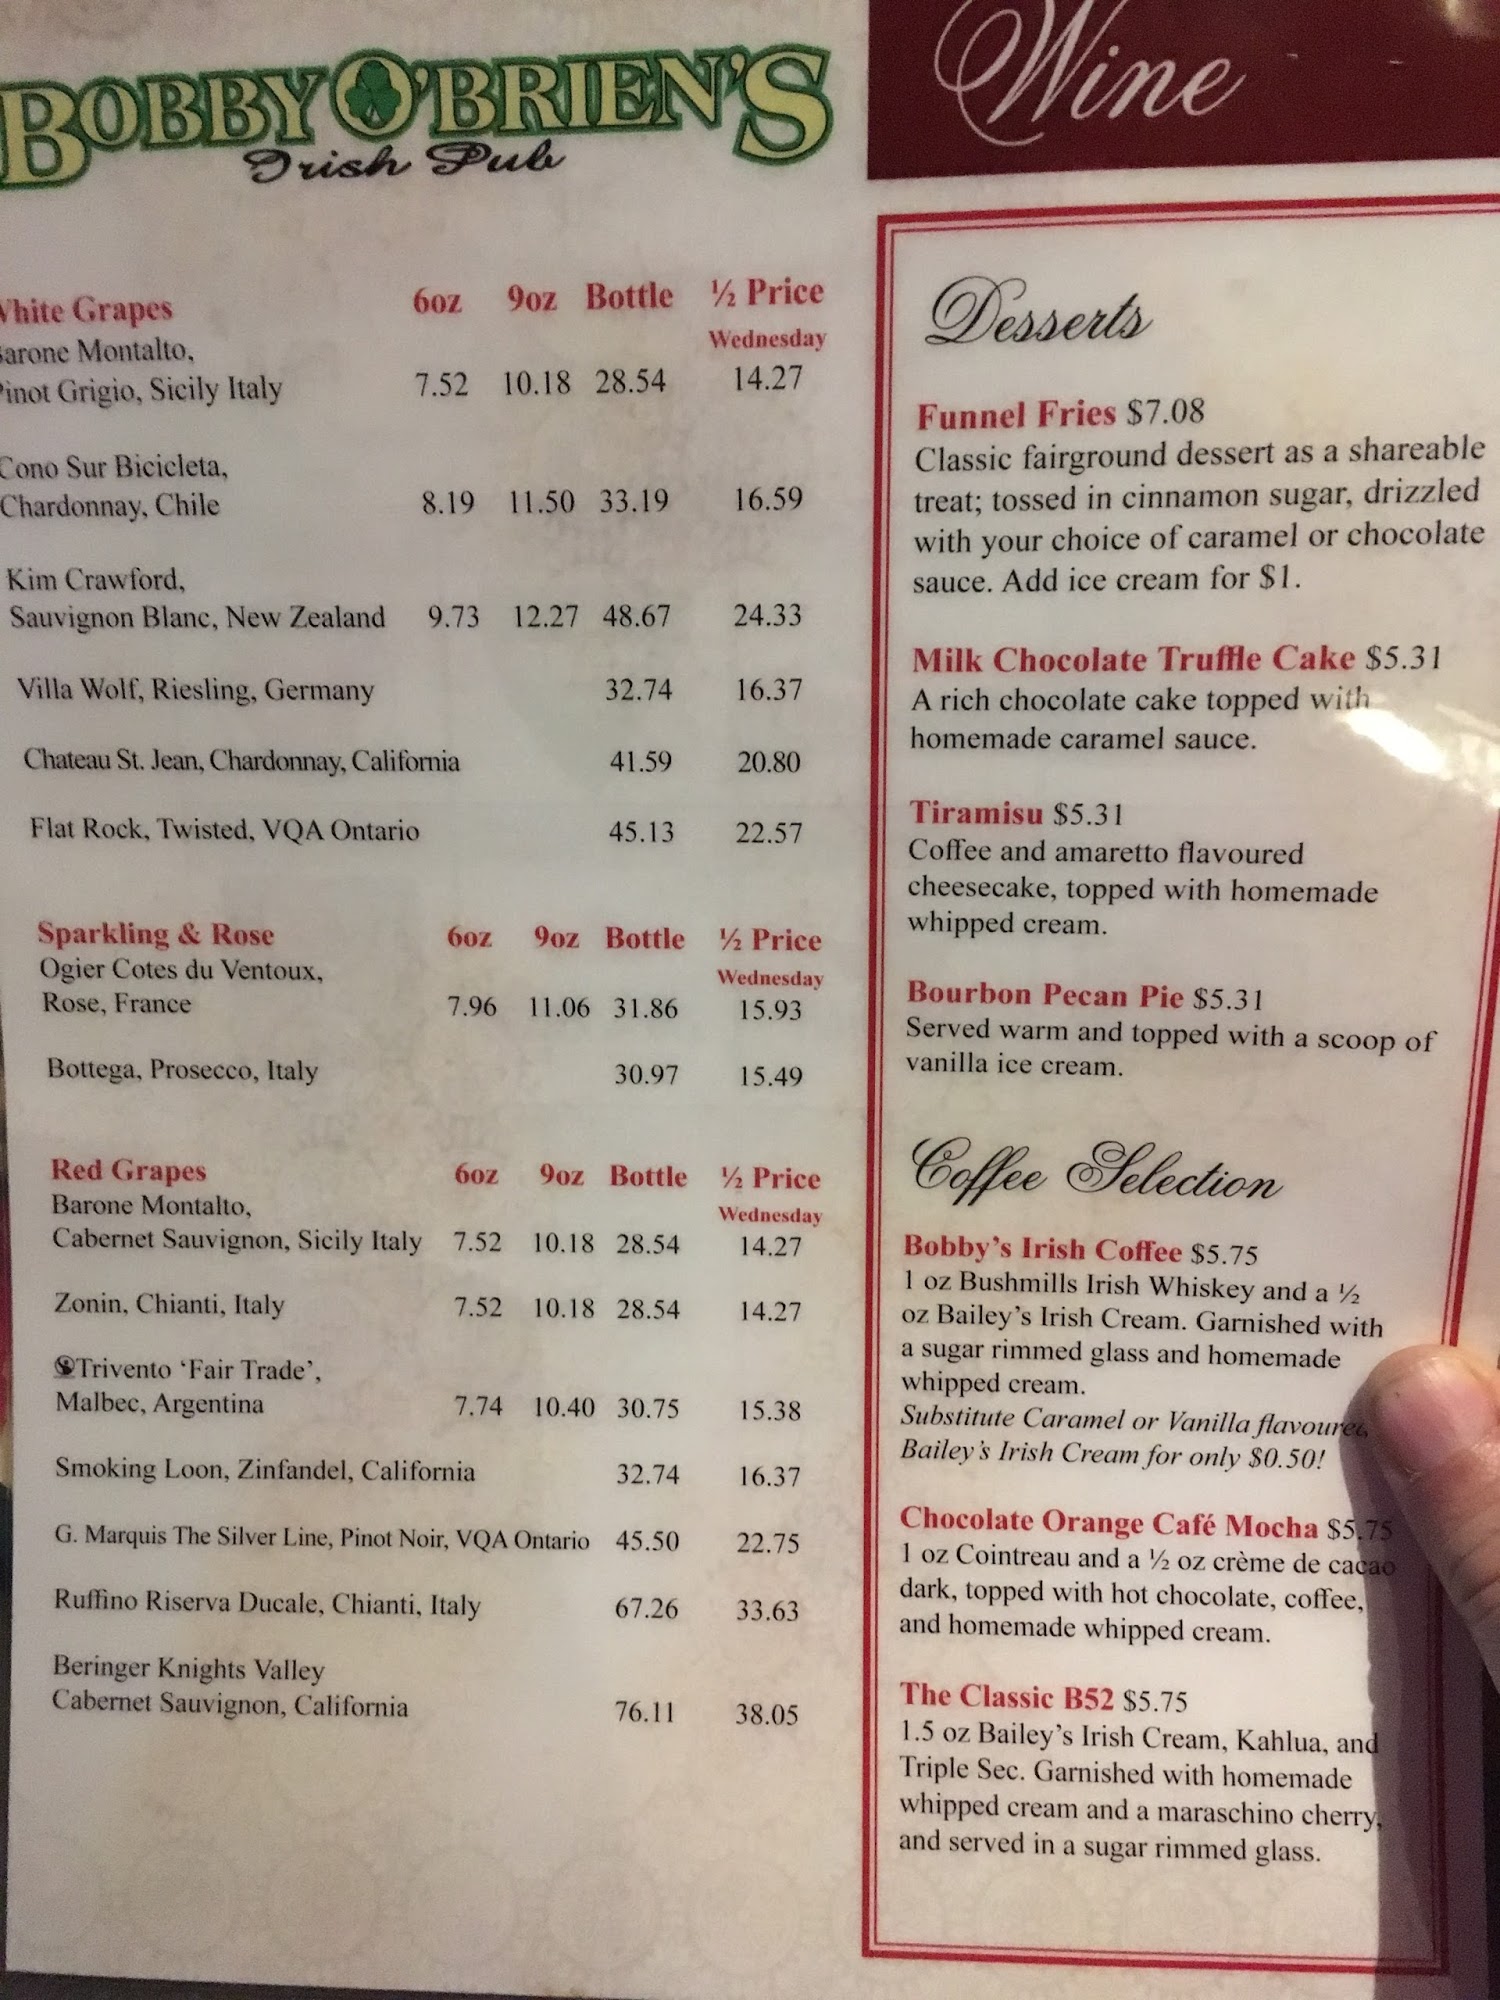 BOBBY O'BRIEN'S
Irish Pub
Wine
White Grapes 6oz 9oz Bottle ½ Price
Wednesday
Barone Montalto,
Pinot Grigio, Sicily Italy 7.52 10.18 28.54 14.27
Cono Sur Bicicleta,
Chardonnay, Chile 8.19 11.50 33.19 16.59
Kim Crawford,
Sauvignon Blanc, New Zealand 9.73 12.27 48.67 24.33
Villa Wolf, Riesling, Germany 32.74 16.37
Chateau St. Jean, Chardonnay, California 41.59 20.80
Flat Rock, Twisted, VQA Ontario 45.13 22.57
Sparkling & Rose 6oz 9oz Bottle ½ Price
Wednesday
Ogier Cotes du Ventoux,
Rose, France 7.96 11.06 31.86 15.93
Bottega, Prosecco, Italy 30.97 15.49
Red Grapes 6oz 9oz Bottle ½ Price
Wednesday
Barone Montalto,
Cabernet Sauvignon, Sicily Italy 7.52 10.18 28.54 14.27
Zonin, Chianti, Italy 7.52 10.18 28.54 14.27
Trivento ‘Fair Trade’,
Malbec, Argentina 7.74 10.40 30.75 15.38
Smoking Loon, Zinfandel, California 32.74 16.37
G. Marquis The Silver Line, Pinot Noir, VQA Ontario 45.50 22.75
Ruffino Riserva Ducale, Chianti, Italy 67.26 33.63
Beringer Knights Valley
Cabernet Sauvignon, California 76.11 38.05
Desserts
Funnel Fries $7.08
Classic fairground dessert as a shareable
treat; tossed in cinnamon sugar, drizzled
with your choice of caramel or chocolate
sauce. Add ice cream for $1.
Milk Chocolate Truffle Cake $5.31
A rich chocolate cake topped with
homemade caramel sauce.
Tiramisu $5.31
Coffee and amaretto flavoured
cheesecake, topped with homemade
whipped cream.
Bourbon Pecan Pie $5.31
Served warm and topped with a scoop of
vanilla ice cream.
Coffee Selection
Bobby’s Irish Coffee $5.75
1 oz Bushmills Irish Whiskey and a ½
oz Bailey’s Irish Cream. Garnished with
a sugar rimmed glass and homemade
whipped cream.
Substitute Caramel or Vanilla flavoured
Bailey’s Irish Cream for only $0.50!
Chocolate Orange Café Mocha $5.75
1 oz Cointreau and a ½ oz crème de cacao
dark, topped with hot chocolate, coffee,
and homemade whipped cream.
The Classic B52 $5.75
1.5 oz Bailey’s Irish Cream, Kahlua, and
Triple Sec. Garnished with homemade
whipped cream and a maraschino cherry,
and served in a sugar rimmed glass.